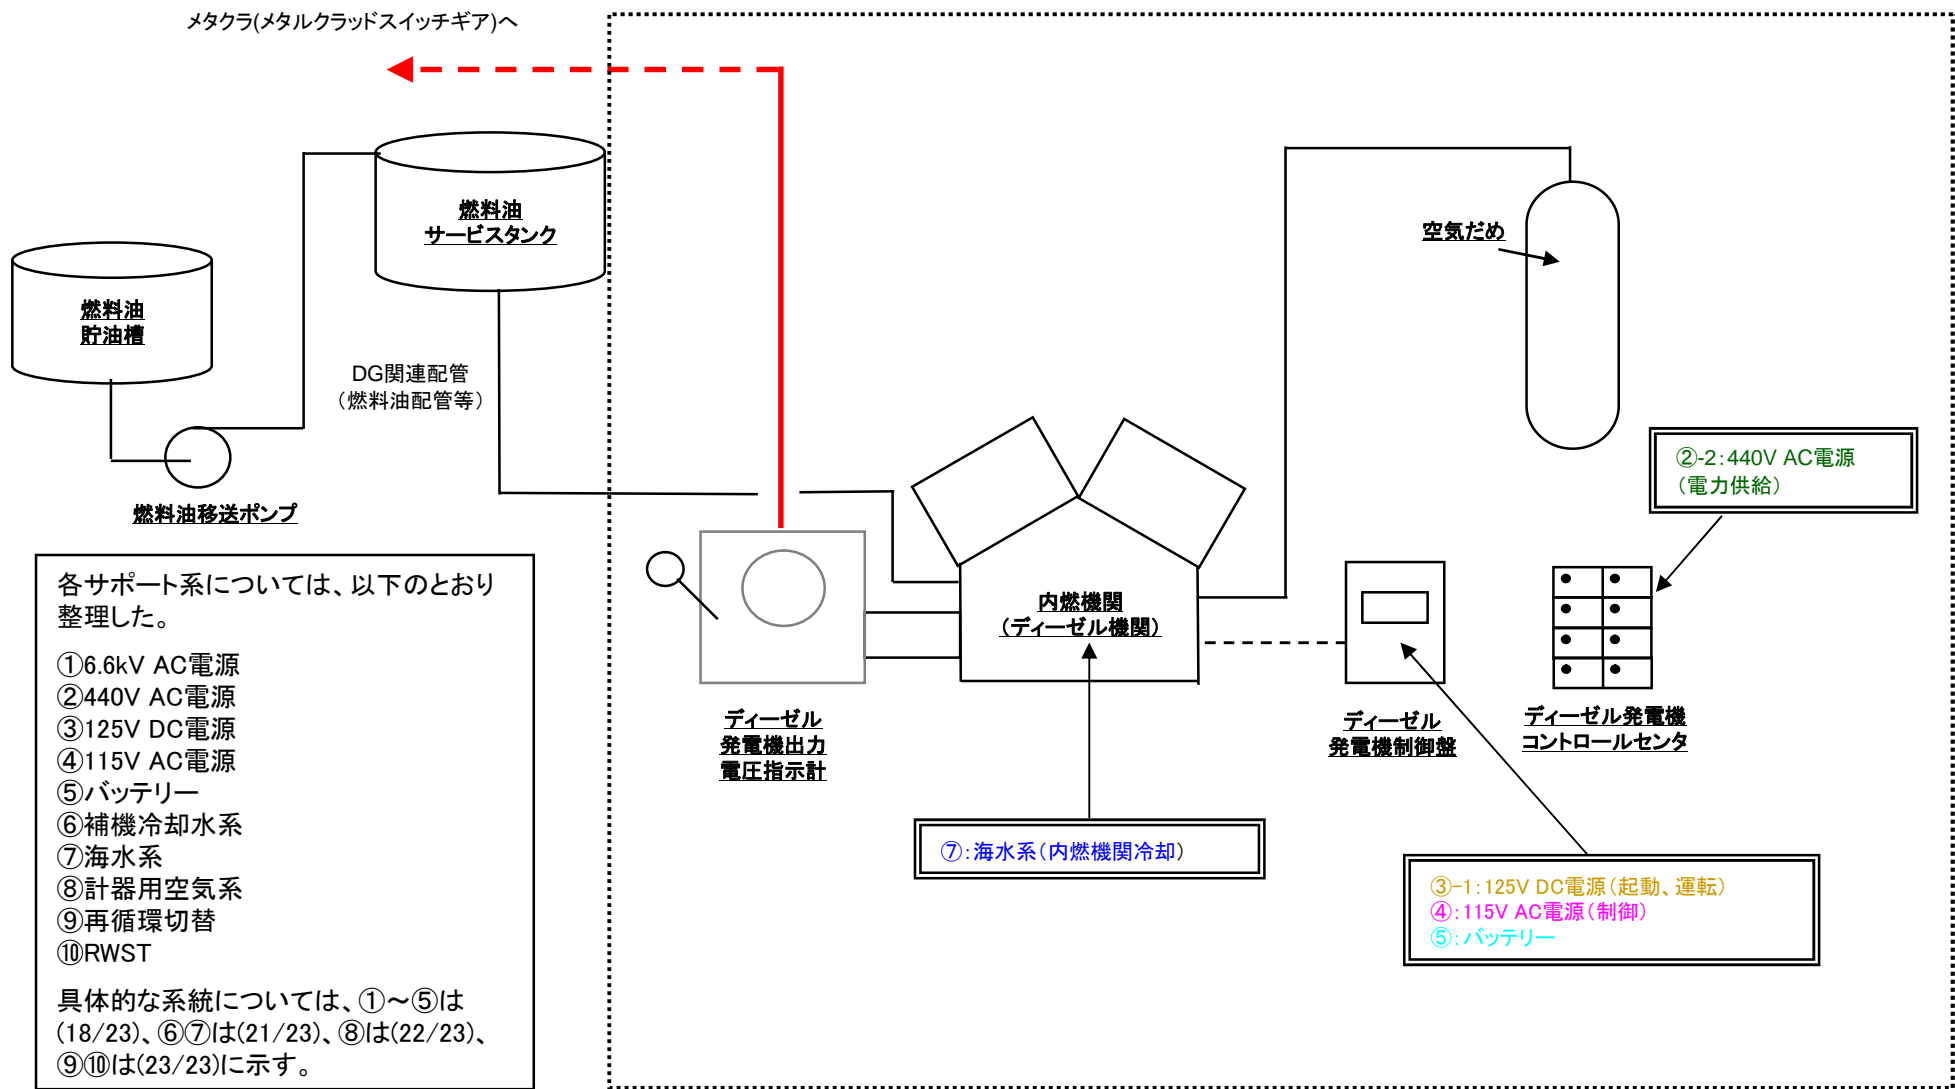 メタクラ(メタルクラッドスイッチギア)へ
燃料油
サービスタンク
燃料油
貯油槽
DG関連配管
（燃料油配管等）
燃料油移送ポンプ
空気だめ
②-2：440V AC電源
（電力供給）
内燃機関
（ディーゼル機関）
ディーゼル
発電機出力
電圧指示計
ディーゼル
発電機制御盤
ディーゼル発電機
コントロールセンタ
⑦：海水系（内燃機関冷却）
③-1：125V DC電源（起動、運転）
④：115V AC電源（制御）
⑤：バッテリー
各サポート系については、以下のとおり
整理した。
①6.6kV AC電源
②440V AC電源
③125V DC電源
④115V AC電源
⑤バッテリー
⑥補機冷却水系
⑦海水系
⑧計器用空気系
⑨再循環切替
⑩RWST
具体的な系統については、①～⑤は
(18/23)、⑥⑦は(21/23)、⑧は(22/23)、
⑨⑩は(23/23)に示す。